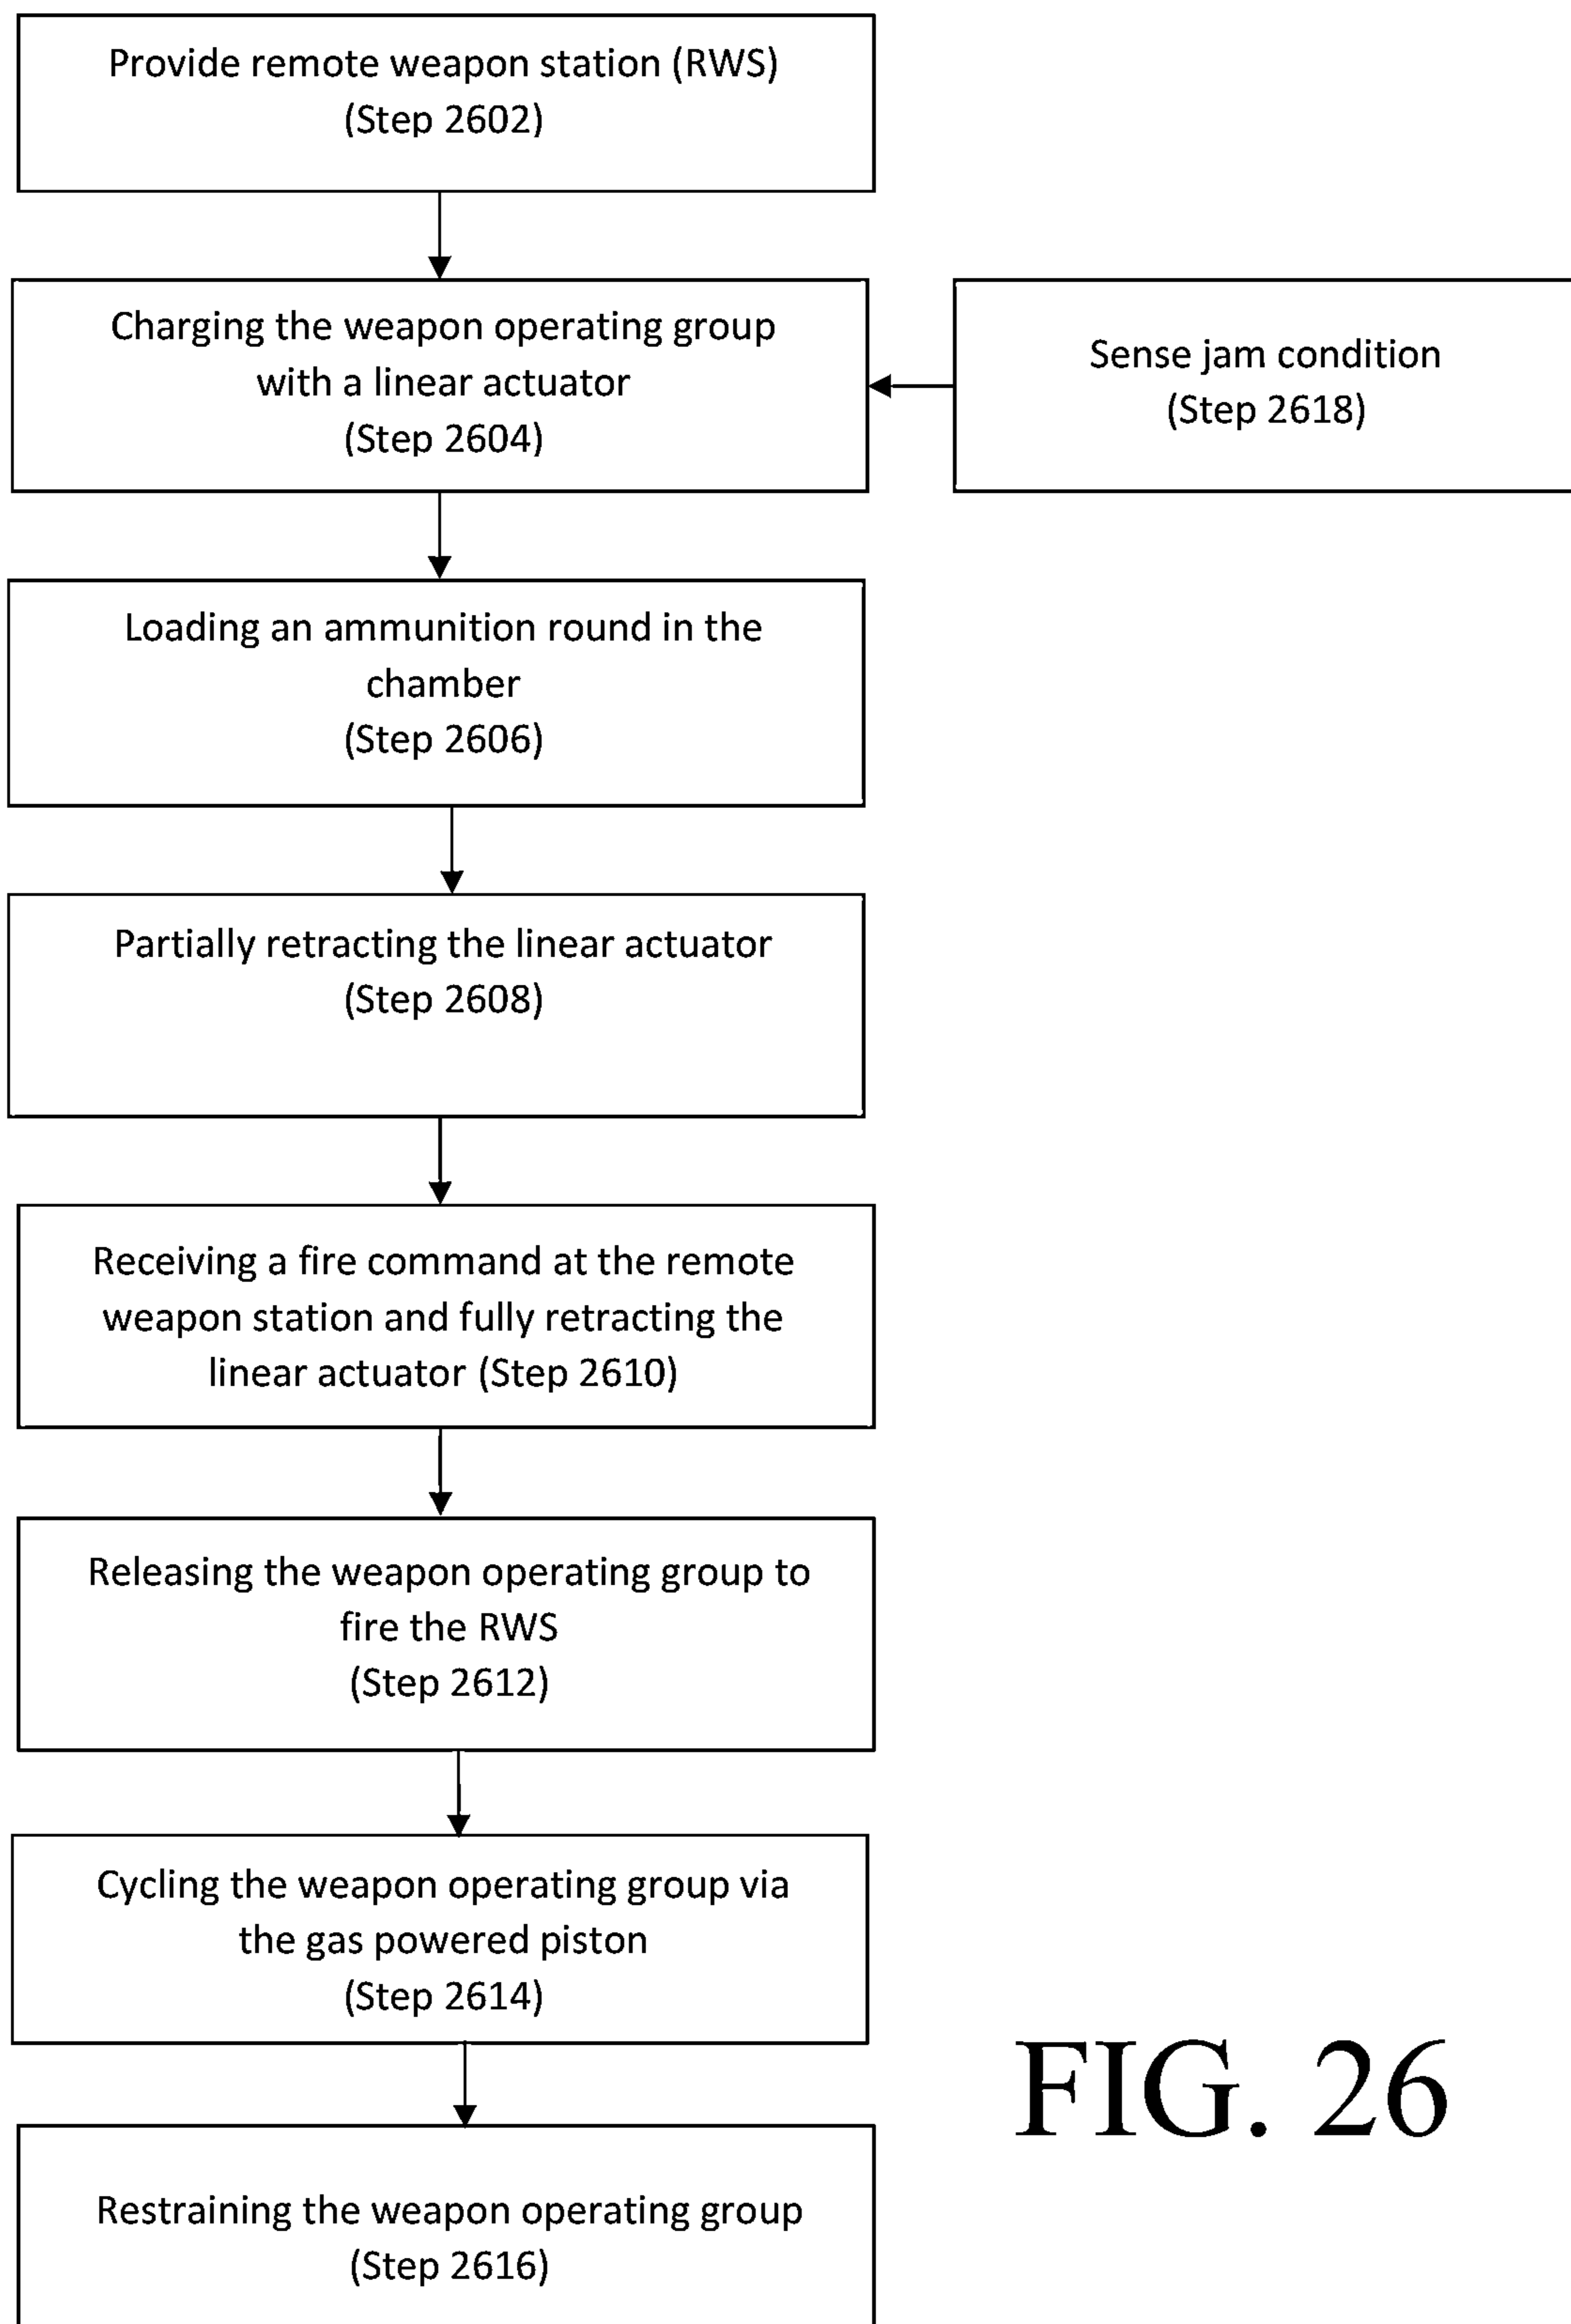 Provide remote weapon station (RWS)
(Step 2602)
Charging the weapon operating group
with a linear actuator
(Step 2604)
Sense jam condition
(Step 2618)
Loading an ammunition round in the
chamber
(Step 2606)
Partially retracting the linear actuator
(Step 2608)
Receiving a fire command at the remote
weapon station and fully retracting the
linear actuator (Step 2610)
Releasing the weapon operating group to
fire the RWS
(Step 2612)
Cycling the weapon operating group via
the gas powered piston
(Step 2614)
Restraining the weapon operating group
(Step 2616)
FIG. 26